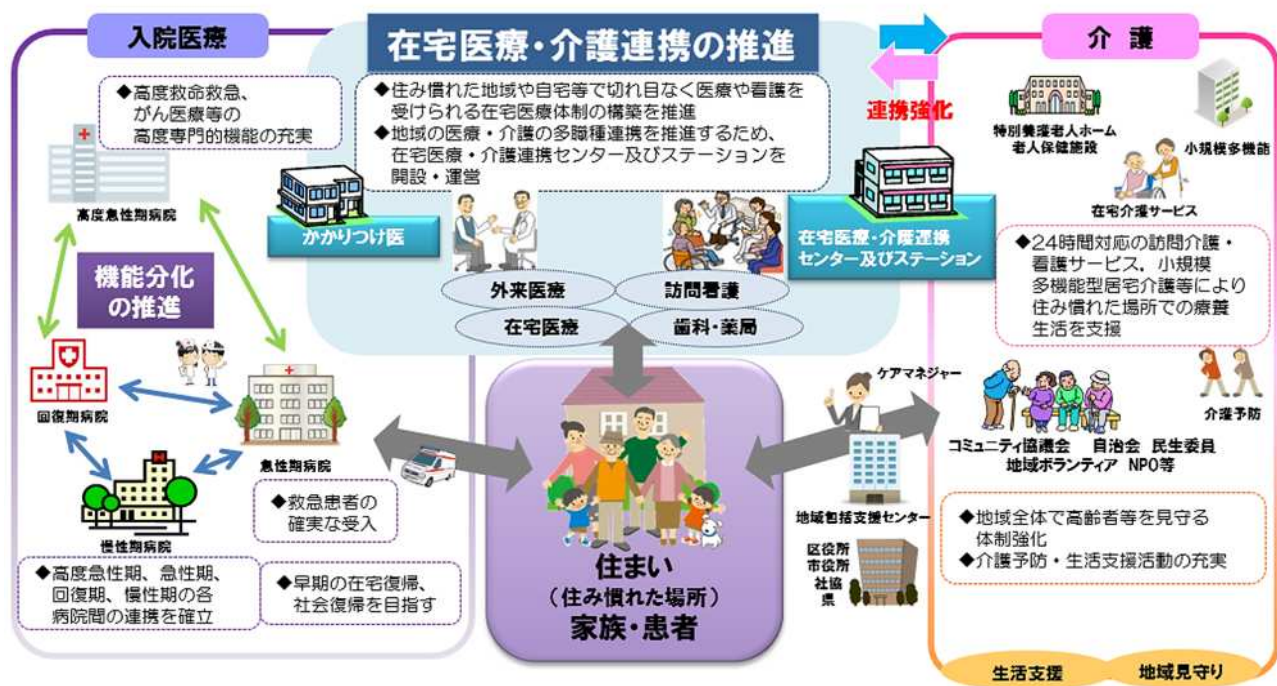 入院医療
◆高度救命救急、
がん医療等の
高度専門的機能の充実
高度急性期病院
機能分化
の推進
回復期病院
急性期病院
慢性期病院
◆救急患者の
確実な受入
◆高度急性期、急性期、
回復期、慢性期の各
病院間の連携を確立
◆早期の在宅復帰、
社会復帰を目指す
在宅医療・介護連携の推進
◆住み慣れた地域や自宅等で切れ目なく医療や看護を
受けられる在宅医療体制の構築を推進
◆地域の医療・介護の多職種連携を推進するため、
在宅医療・介護連携センター及びステーションを
開設・運営
かかりつけ医
在宅医療・介護連携
センター及びステーション
外来医療
訪問看護
在宅医療
歯科・薬局
住まい
(住み慣れた場所)
家族・患者
連携強化
ケアマネジャー
地域包括支援センター
区役所
市役所
社協
県
介護
特別養護老人ホーム
老人保健施設
小規模多機能
在宅介護サービス
◆24時間対応の訪問介護・
看護サービス,小規模
多機能型居宅介護等により
住み慣れた場所での療養
生活を支援
介護予防
コミュニティ協議会 自治会 民生委員
地域ボランティア NPO等
◆地域全体で高齢者等を見守る
体制強化
◆介護予防・生活支援活動の充実
生活支援
地域見守り